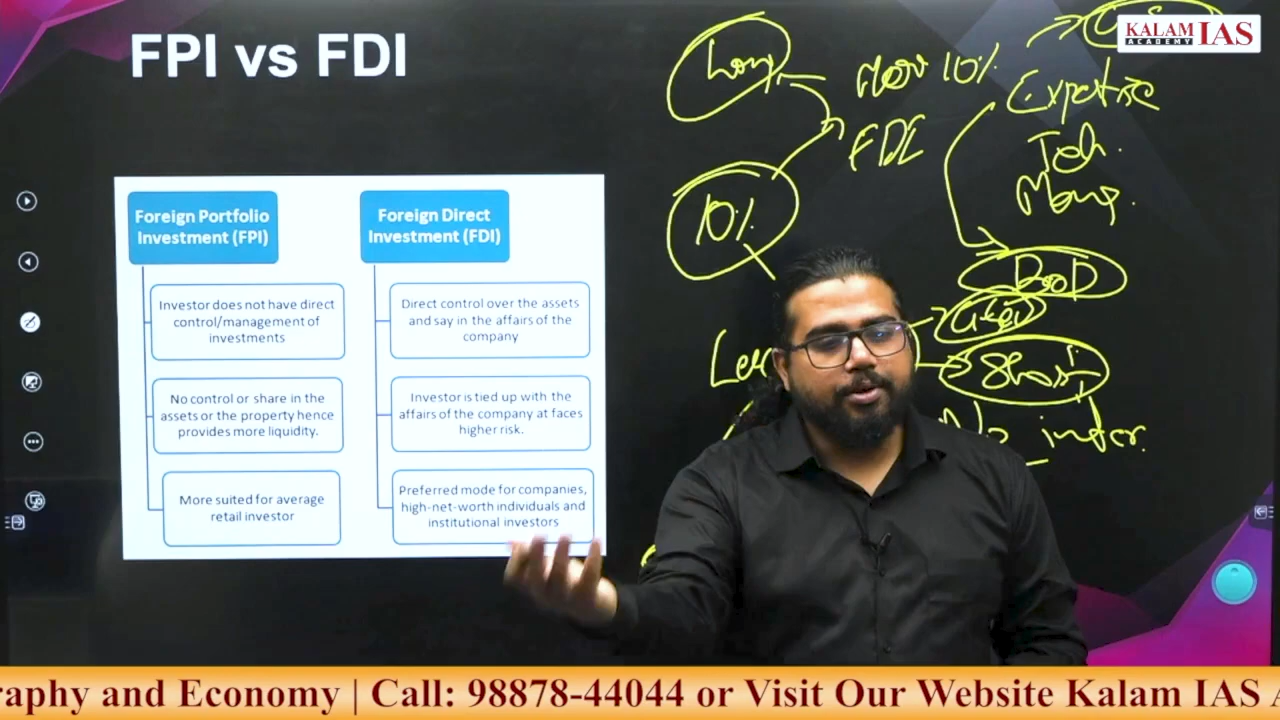 FPI vs FDI
KALAM IAS
ACADEMY
Foreign Portfolio
Investment (FPI)
Investor does not have direct
control/management of
investments
No control or share in the
assets or the property hence
provides more liquidity.
More suited for average
retail investor
Foreign Direct
Investment (FDI)
Direct control over the assets
and say in the affairs of the
company
Investor is tied up with the
affairs of the company at faces
higher risk.
Preferred mode for companies,
high-net-worth individuals and
institutional investors
Long
10%
FDI
10%
Expertise
Tech.
Mang.
BooD
raphy and Economy | Call: 98877-44044 or Visit Our Website Kalam IAS A